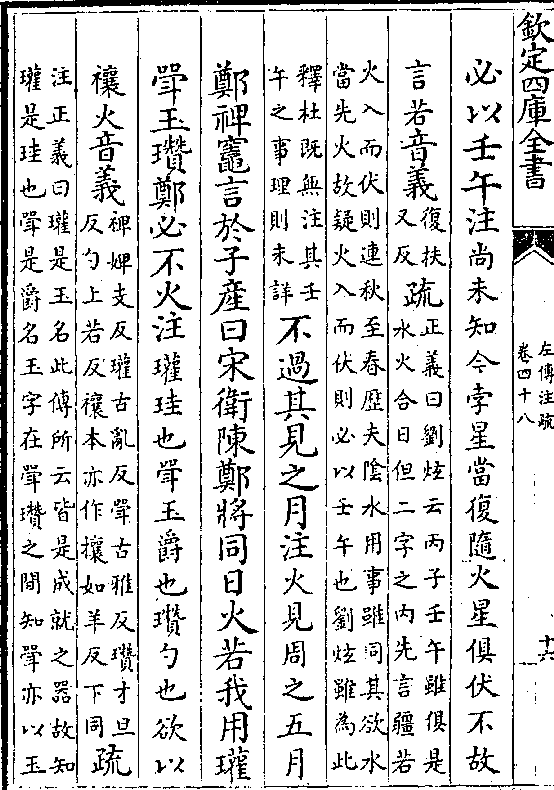 欽定四庫全書
左傳注疏
卷四十八
十六
必以壬午注尚未知今孛星當復隨火星俱伏不故
言若音義復扶又反疏正義曰劉炫云丙子壬午雖俱是水火合日但二字之内先言疆若
火入而伏則連秋至春歴夫陰水用事雖同其欲水當先火故疑火入而伏則必以壬午也劉炫雖為此
釋杜既無注其壬午之事理則未詳不過其見之月注火見周之五月
鄭禆竈言於子産曰宋衛陳鄭將同日火若我用瓘
斝玉瓚鄭必不火注瓘珪也斝玉爵也瓚勺也欲以
禳火音義禆婢支反瓘古亂反斝古雅反瓚才旦反勺上若反禳本亦作攘如羊反下同疏
注正義曰瓘是玉名此傳所云皆是成就之器故知瓘是珪也斝是爵名玉字在斝瓚之間知斝亦以玉